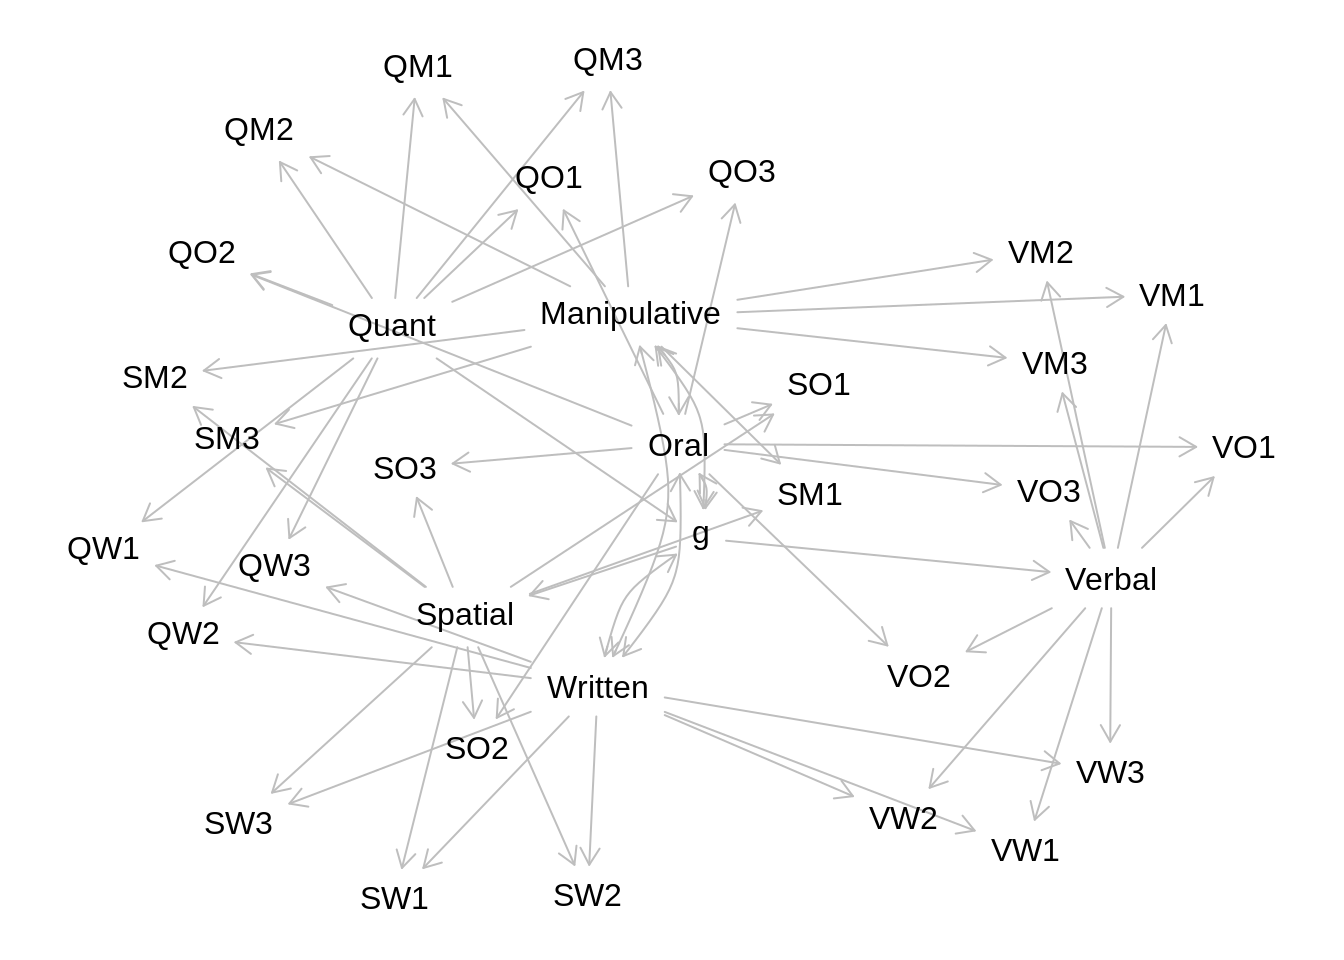 QM3
QM1
QM2
QO3
QO1
QO2
VM2
VM1
Manipulative
Quant
VM3
SM2
SO1
SM3
Oral
VO1
SO3
VO3
SM1
g
QW1
QW3
Verbal
Spatial
QW2
VO2
Written
SO2
VW3
VW2
SW3
VW1
SW2
SW1